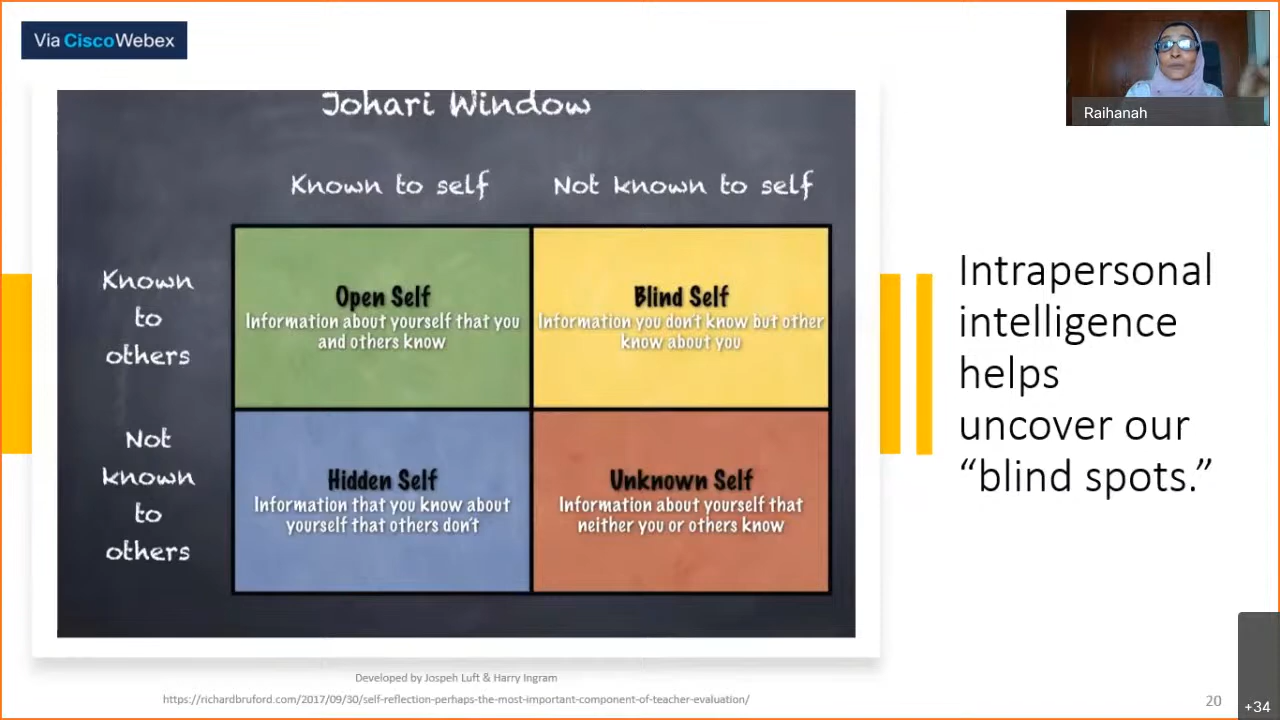 Via Cisco Webex
Raihanah
Johari Window
Known to self
Not known to self
Known
to
others
Open Self
Information about yourself that you
and others know
Blind Self
Information you don't know but other
know about you
Not
known
to
others
Hidden Self
Information that you know about
yourself that others don't
Unknown Self
Information about yourself that
neither you or others know
Intrapersonal
intelligence
helps
uncover our
“blind spots.”
Developed by Jospeh Luft & Harry Ingram
https://richardbruford.com/2017/09/30/self-reflection-perhaps-the-most-important-component-of-teacher-evaluation/
20
+34